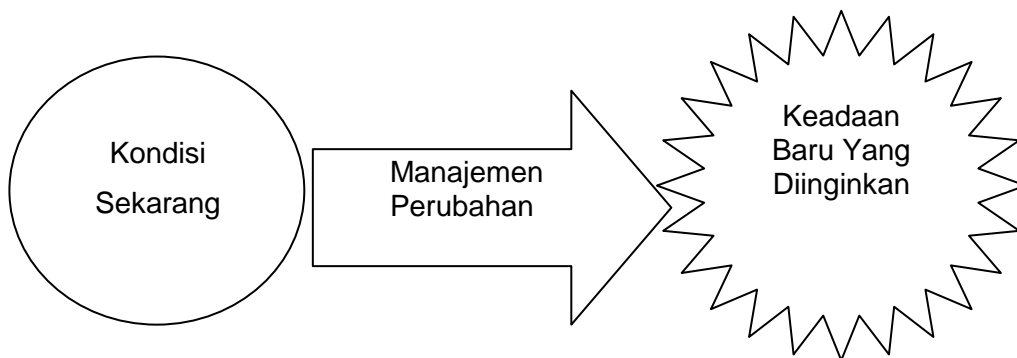 Kondisi
Sekarang
Manajemen
Perubahan
Keadaan
Baru Yang
Diinginkan